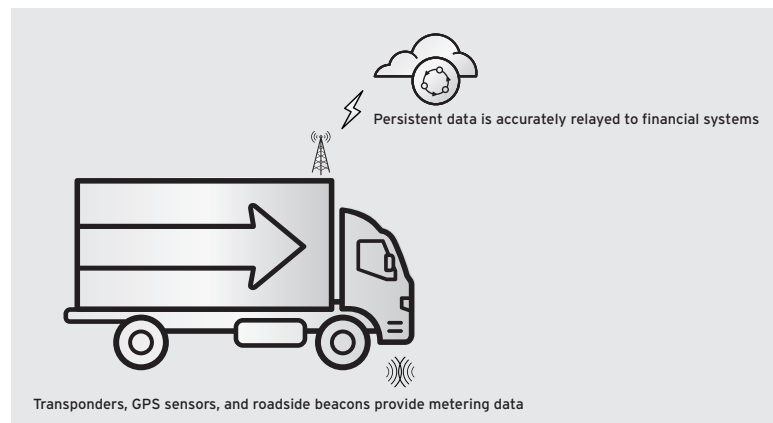 Persistent data is accurately relayed to financial systems
Transponders, GPS sensors, and roadside beacons provide metering data